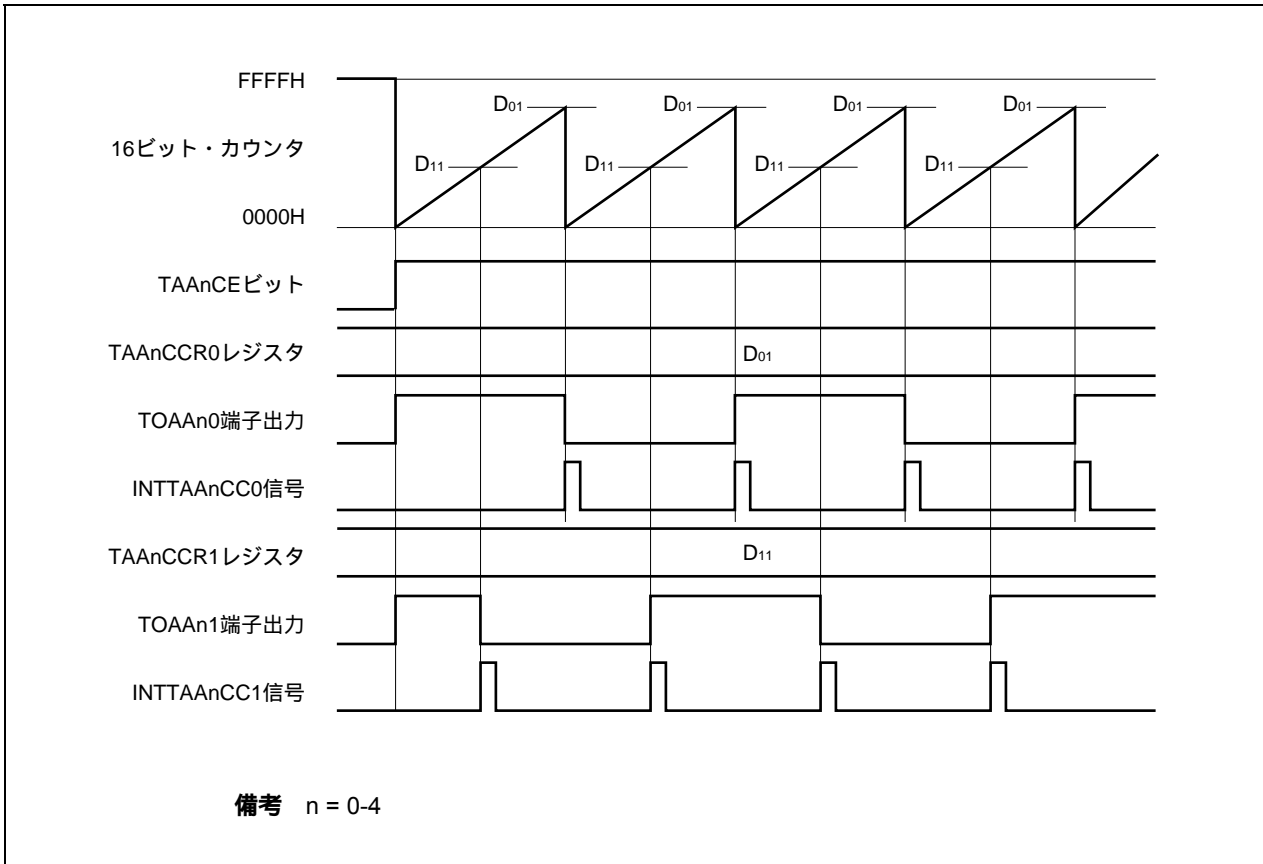 FFFFH
D01 D01 D01 D01
16ビット・カウンタ
D11 D11 D11 D11
0000H
TAAnCEビット
TAAnCCR0レジスタ
D01
TOAAn0端子出力
INTTAAnCC0信号
TAAnCCR1レジスタ
D11
TOAAn1端子出力
INTTAAnCC1信号
備考 n = 0-4